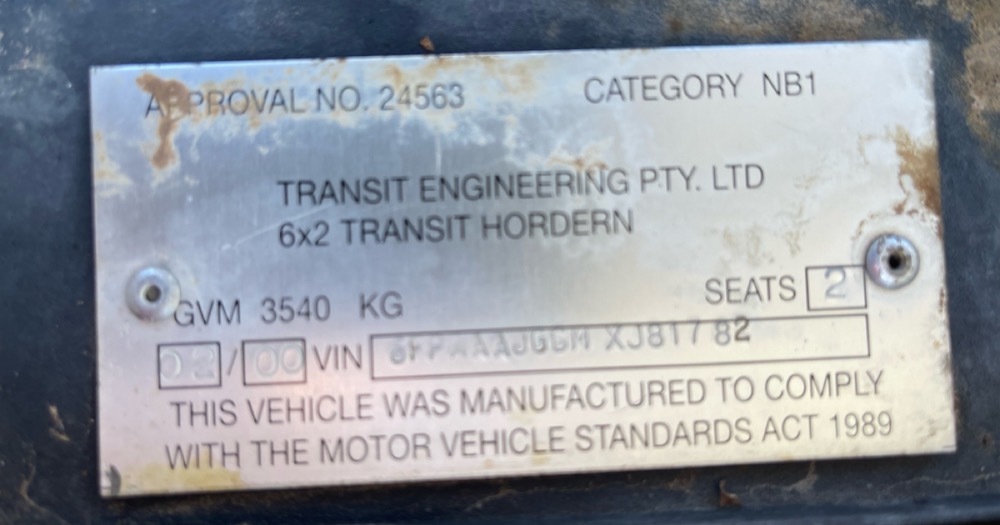 APPROVAL NO. 24563 CATEGORY NB1
TRANSIT ENGINEERING PTY. LTD
6x2 TRANSIT HORDERN
GVM 3540 KG SEATS 2
02/00 VIN XJ81782
THIS VEHICLE WAS MANUFACTURED TO COMPLY
WITH THE MOTOR VEHICLE STANDARDS ACT 1989